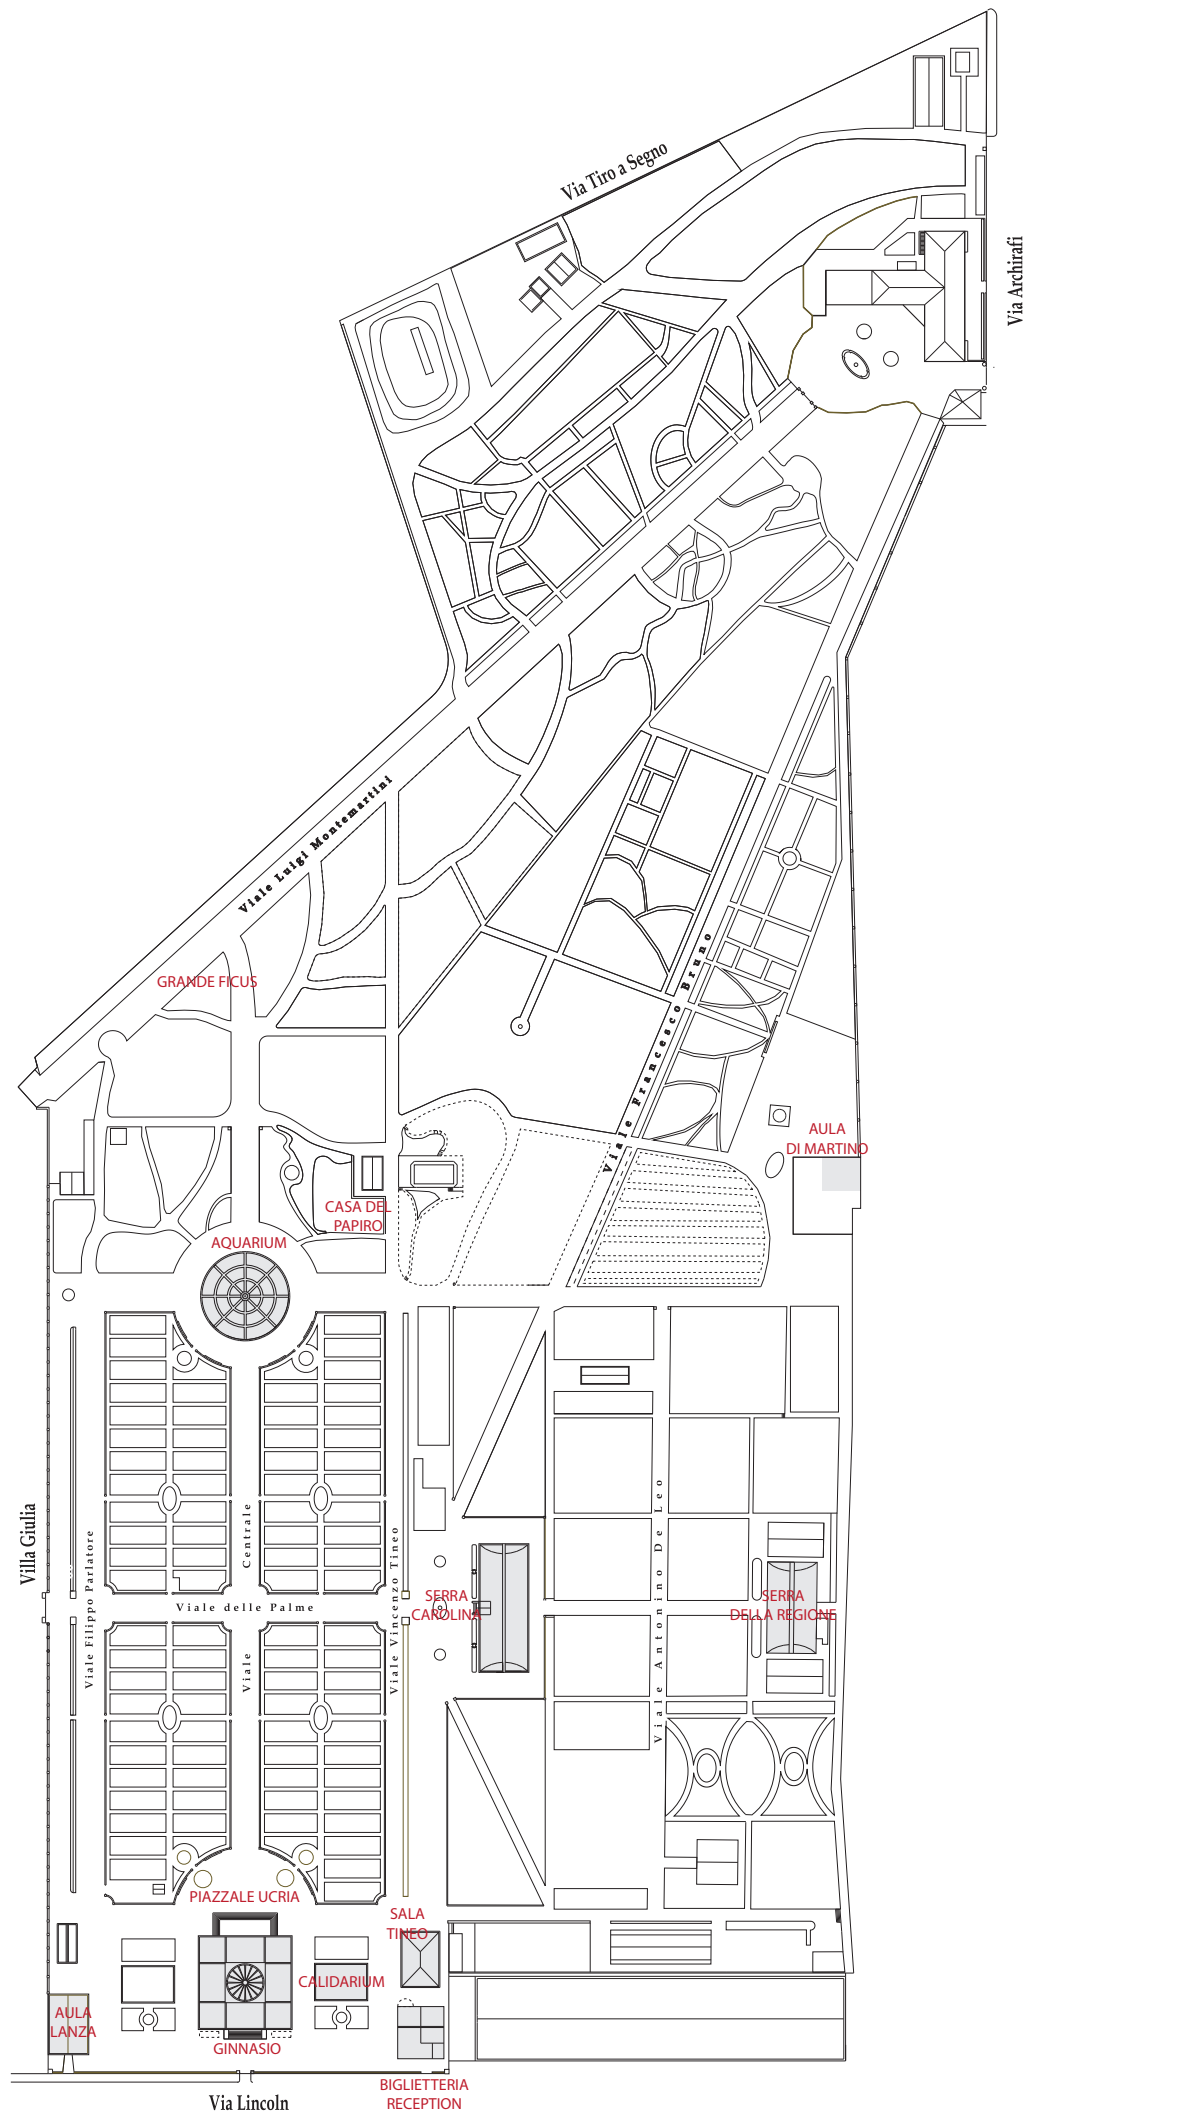 Via Tiro a Segno
Via Archirafi
Viale Luigi Montemartini
GRANDE FICUS
Viale Francesco Bruno
AULA
DI MARTINO
CASA DEL
PAPIRO
AQUARIUM
Villa Giulia
Viale Filippo Parlatore
Viale Centrale
Viale Vincenzo Tineo
Viale delle Palme
SERRA
CAROLINA
Viale Antonino De Leo
SERRA
DELLA REGIONE
PIAZZALE UCRIA
SALA
TINEO
CALIDARIUM
AULA
LANZA
GINNASIO
BIGLIETTERIA
RECEPTION
Via Lincoln